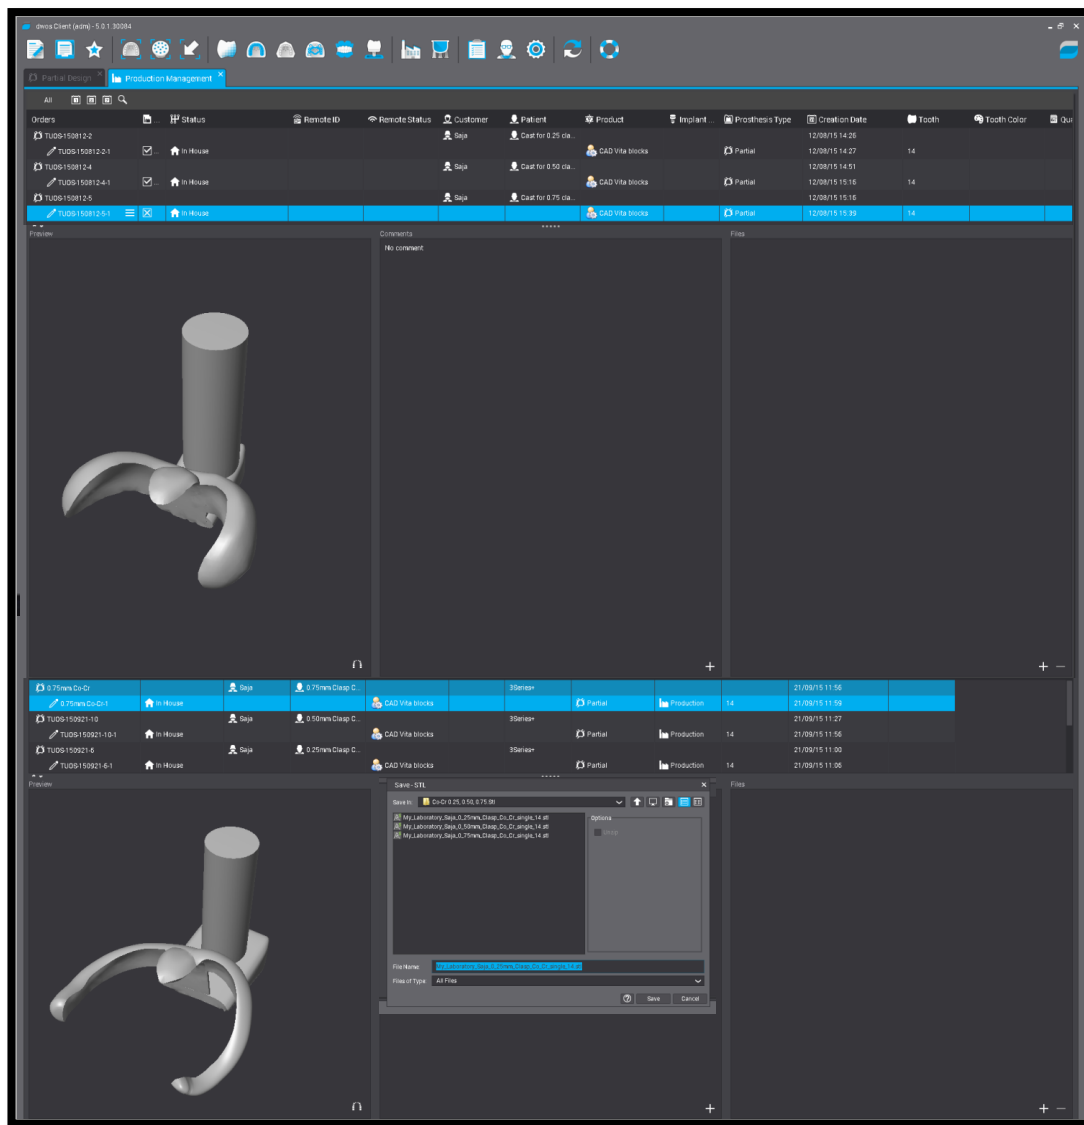 dwos Client (adm) - 5.0.1.30084
Partial Design Production Management
All
Orders Status Remote ID Remote Status Customer Patient Product Implant ... Prosthesis Type Creation Date Tooth Tooth Color
TUDS-150812-2 Saja Cast for 0.25 cla... 12/08/15 14:26
TUDS-150812-2-1 In House CAD Vita blocks Partial 12/08/15 14:27 14
TUDS-150812-4 Saja Cast for 0.50 cla... 12/08/15 14:51
TUDS-150812-4-1 In House CAD Vita blocks Partial 12/08/15 15:16 14
TUDS-150812-5 Saja Cast for 0.75 cla... 12/08/15 15:16
TUDS-150812-5-1 In House CAD Vita blocks Partial 12/08/15 15:39 14
Preview Comments Files
No comment
0.75mm Co-Cr Saja 0.75mm Clasp C... 3Series+ 21/09/15 11:56
0.75mm Co-Cr-1 In House CAD Vita blocks Partial Production 14 21/09/15 11:59
TUDS-150921-10 Saja 0.50mm Clasp C... 3Series+ 21/09/15 11:27
TUDS-150921-10-1 In House CAD Vita blocks Partial Production 14 21/09/15 11:56
TUDS-150921-6 Saja 0.25mm Clasp C... 3Series+ 21/09/15 11:00
TUDS-150921-6-1 In House CAD Vita blocks Partial Production 14 21/09/15 11:06
Preview Files
Save - STL
Save In: Co-Cr 0.25, 0.50, 0.75.Stl
My_Laboratory_Saja_0_25mm_Clasp_Co_Cr_single_14.stl
My_Laboratory_Saja_0_50mm_Clasp_Co_Cr_single_14.stl
My_Laboratory_Saja_0_75mm_Clasp_Co_Cr_single_14.stl
Options
File Name: My_Laboratory_Saja_0_75mm_Clasp_Co_Cr_single_14.stl
Files of Type: All Files
Save Cancel